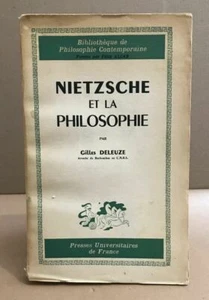 Bibliothèque de
Philosophie Contemporaine
NIETZSCHE
ET LA
PHILOSOPHIE
PAR
Gilles DELEUZE
Presses Universitaires
de France